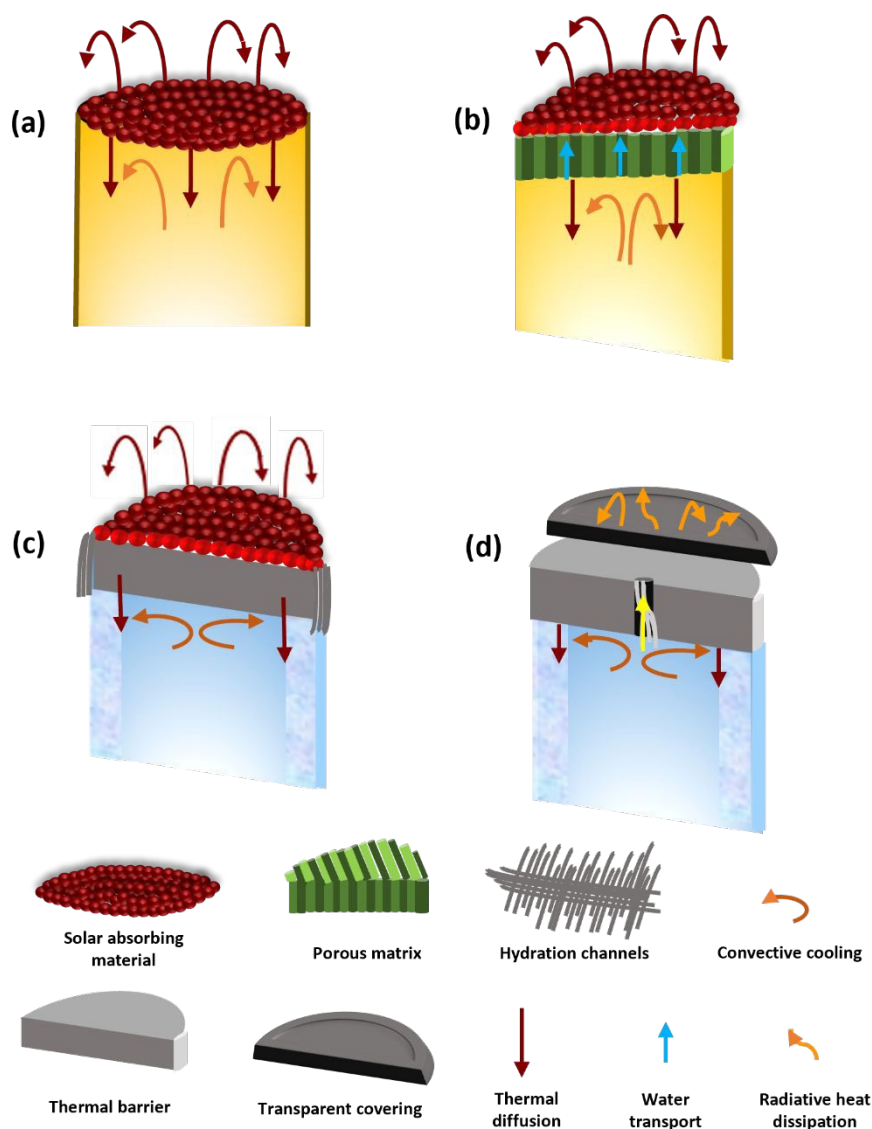 (a)
(b)
(c)
(d)
Solar absorbing
material
Porous matrix
Hydration channels
Convective cooling
Thermal barrier
Transparent covering
Thermal
diffusion
Water
transport
Radiative heat
dissipation